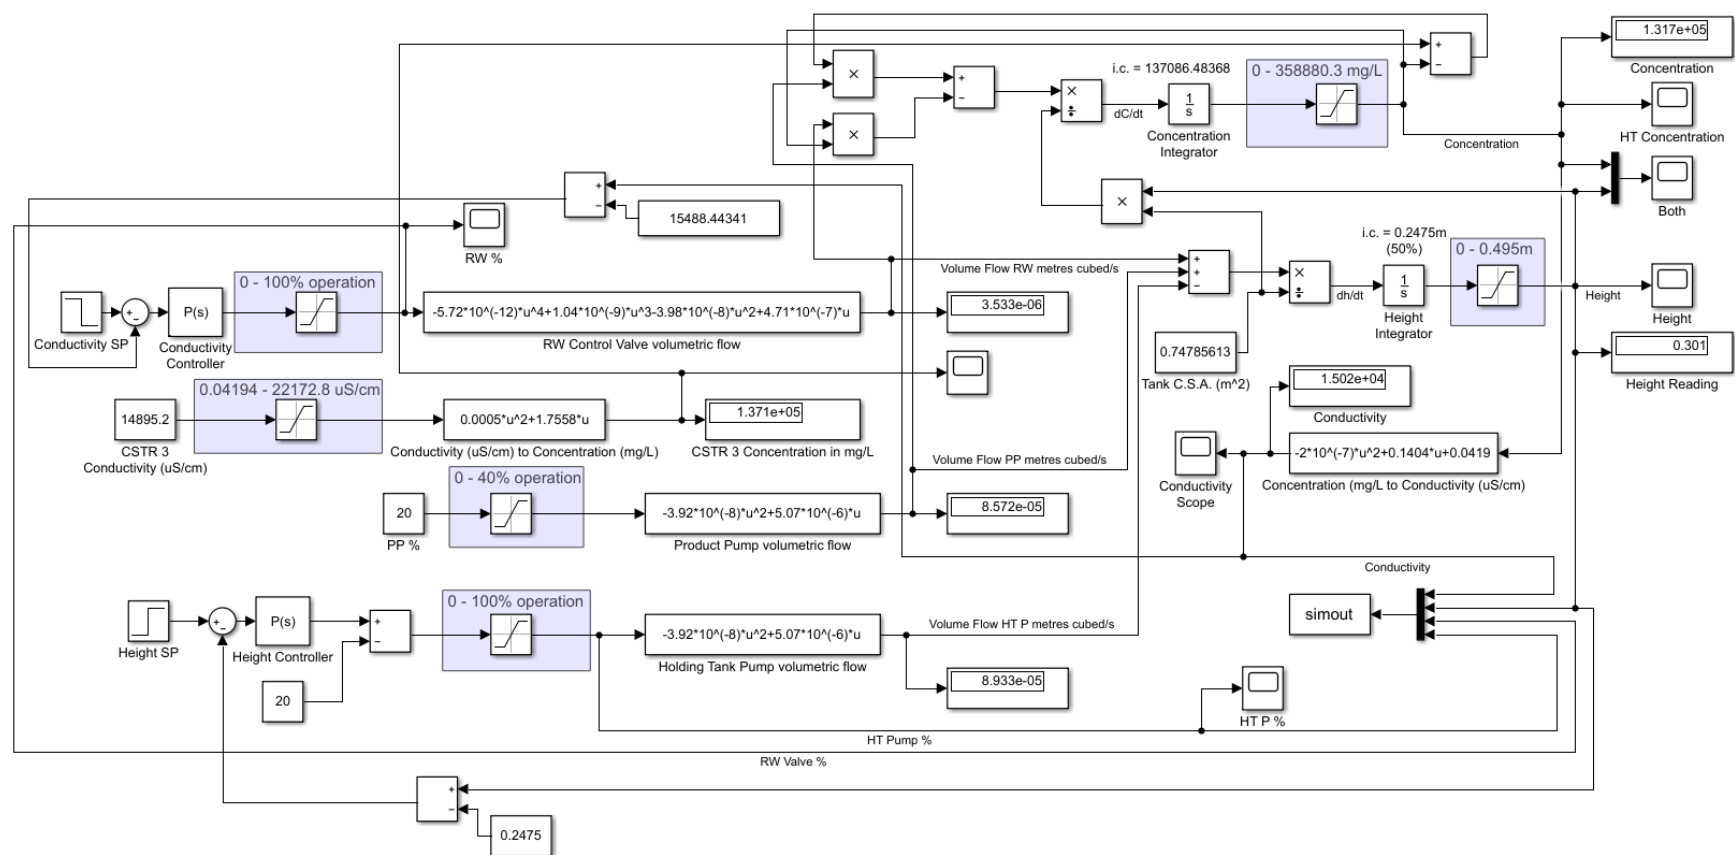 1.317e+05
Concentration
+
−
×
+
−
i.c. = 137086.48368
0 - 358880.3 mg/L
×
÷
dC/dt
1
s
Concentration
Integrator
×
HT Concentration
Concentration
+
−
15488.44341
×
Both
RW %
i.c. = 0.2475m
(50%)
0 - 0.495m
Volume Flow RW metres cubed/s
+
+
−
×
÷
dh/dt
1
s
Height
Integrator
Height
Height
0 - 100% operation
+
−
P(s)
Conductivity SP
Conductivity
Controller
-5.72*10^(-12)*u^4+1.04*10^(-9)*u^3-3.98*10^(-8)*u^2+4.71*10^(-7)*u
RW Control Valve volumetric flow
3.533e-06
0.74785613
Tank C.S.A. (m^2)
0.301
Height Reading
0.04194 - 22172.8 uS/cm
14895.2
CSTR 3
Conductivity (uS/cm)
0.0005*u^2+1.7558*u
Conductivity (uS/cm) to Concentration (mg/L)
1.371e+05
CSTR 3 Concentration in mg/L
1.502e+04
Conductivity
Volume Flow PP metres cubed/s
Conductivity
Scope
-2*10^(-7)*u^2+0.1404*u+0.0419
Concentration (mg/L to Conductivity (uS/cm)
0 - 40% operation
20
PP %
-3.92*10^(-8)*u^2+5.07*10^(-6)*u
Product Pump volumetric flow
8.572e-05
Conductivity
0 - 100% operation
Height SP
+
−
P(s)
Height Controller
+
−
20
-3.92*10^(-8)*u^2+5.07*10^(-6)*u
Holding Tank Pump volumetric flow
Volume Flow HT P metres cubed/s
8.933e-05
simout
HT P %
HT Pump %
RW Valve %
+
−
0.2475